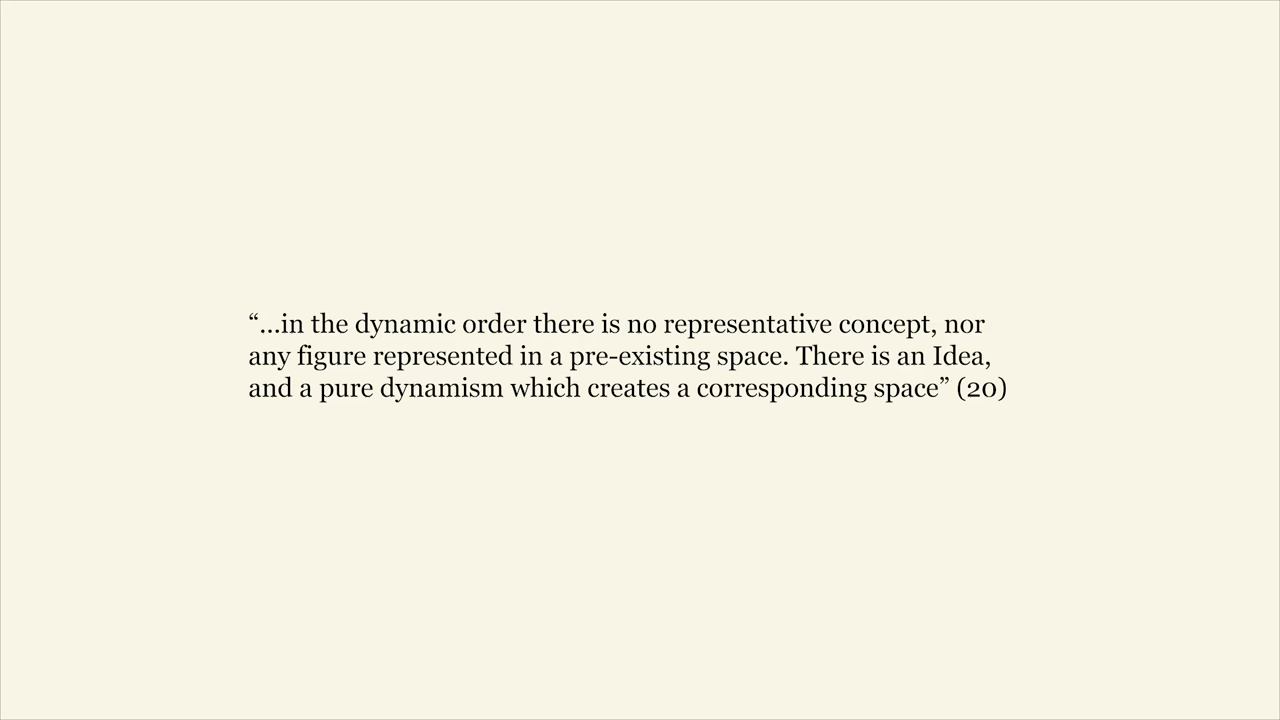 “…in the dynamic order there is no representative concept, nor
any figure represented in a pre-existing space. There is an Idea,
and a pure dynamism which creates a corresponding space” (20)